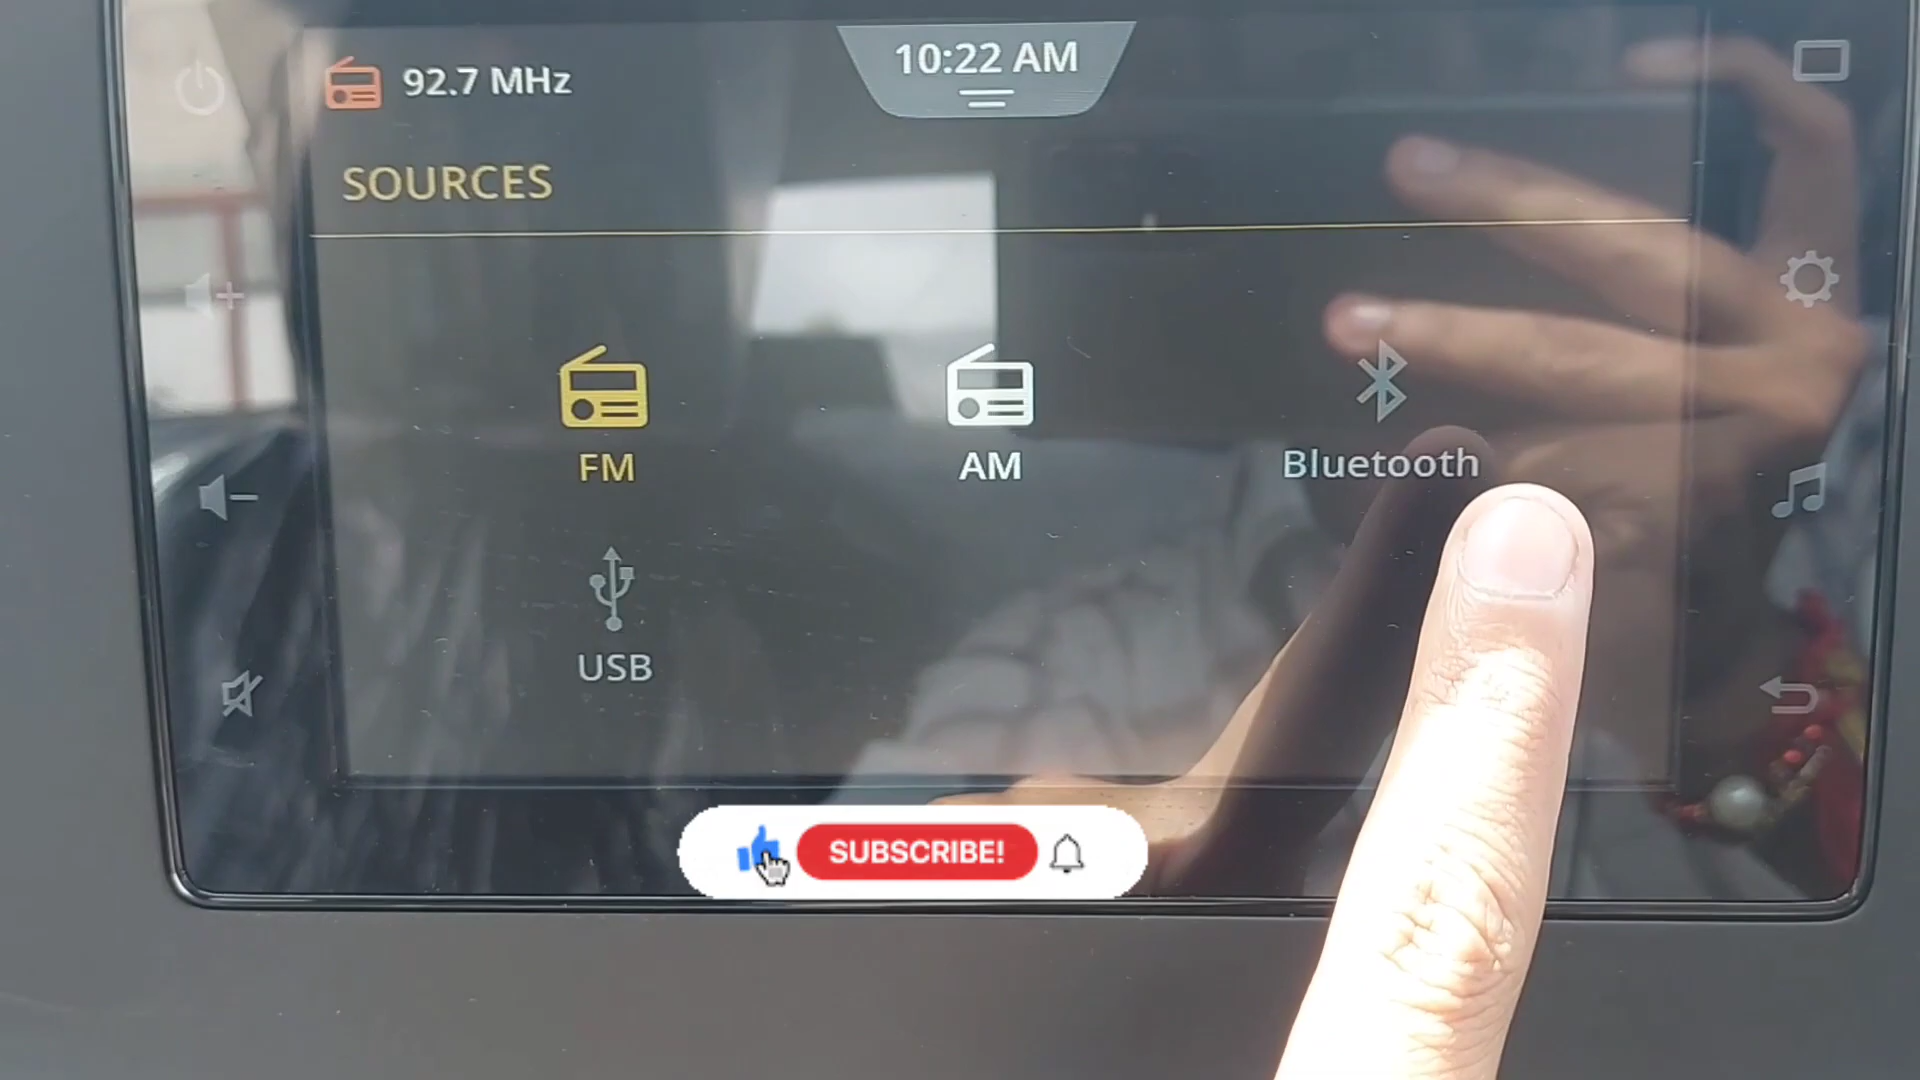 92.7 MHz
10:22 AM
SOURCES
FM
AM
Bluetooth
USB
SUBSCRIBE!